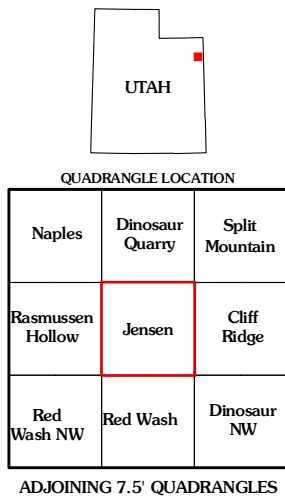 UTAH
QUADRANGLE LOCATION
Naples
Dinosaur
Quarry
Split
Mountain
Rasmussen
Hollow
Jensen
Cliff
Ridge
Red
Wash NW
Red Wash
Dinosaur
NW
ADJOINING 7.5' QUADRANGLES